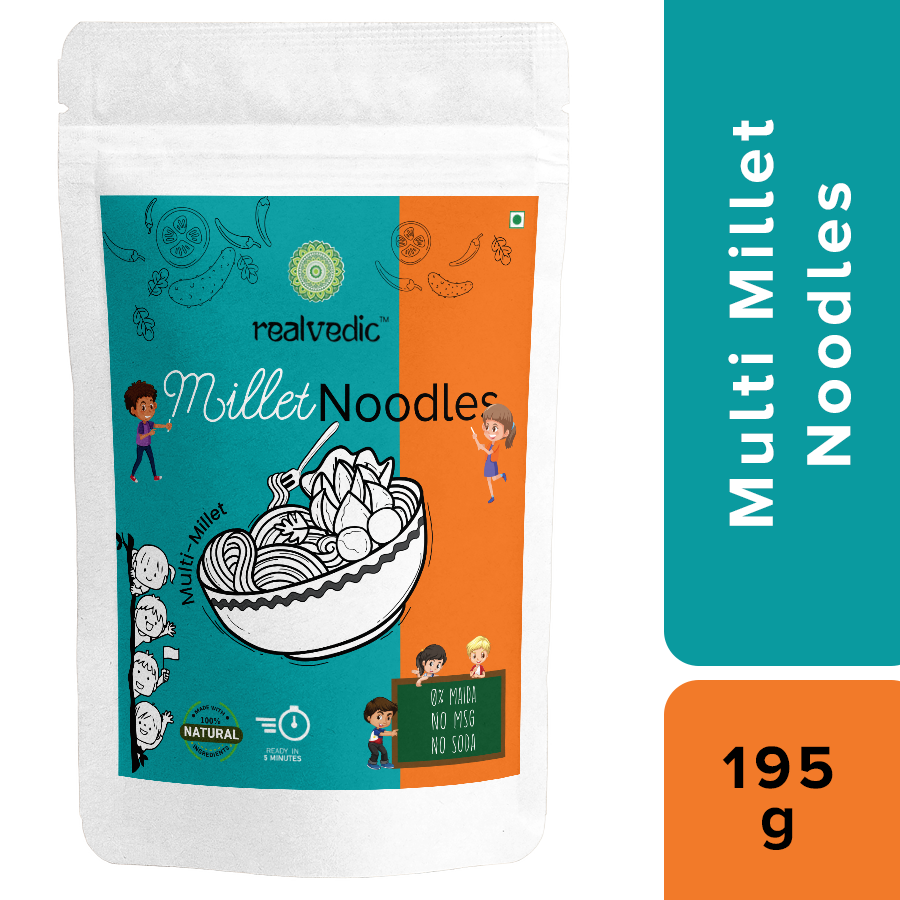 realvedic™
Millet Noodles
Multi-Millet
MADE WITH
100%
NATURAL
INGREDIENTS
READY IN
5 MINUTES
0% MAIDA
NO MSG
NO SODA
Multi Millet
Noodles
195
g